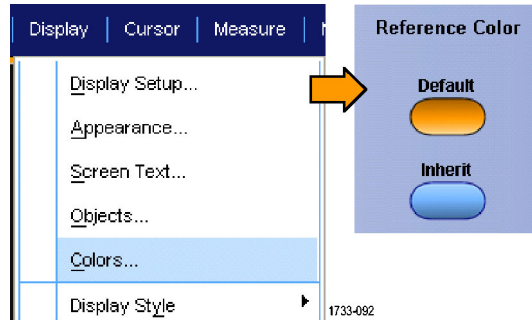 Display | Cursor | Measure |
Display Setup...
Appearance...
Screen Text...
Objects...
Colors...
Display Style
Reference Color
Default
Inherit
1733-092